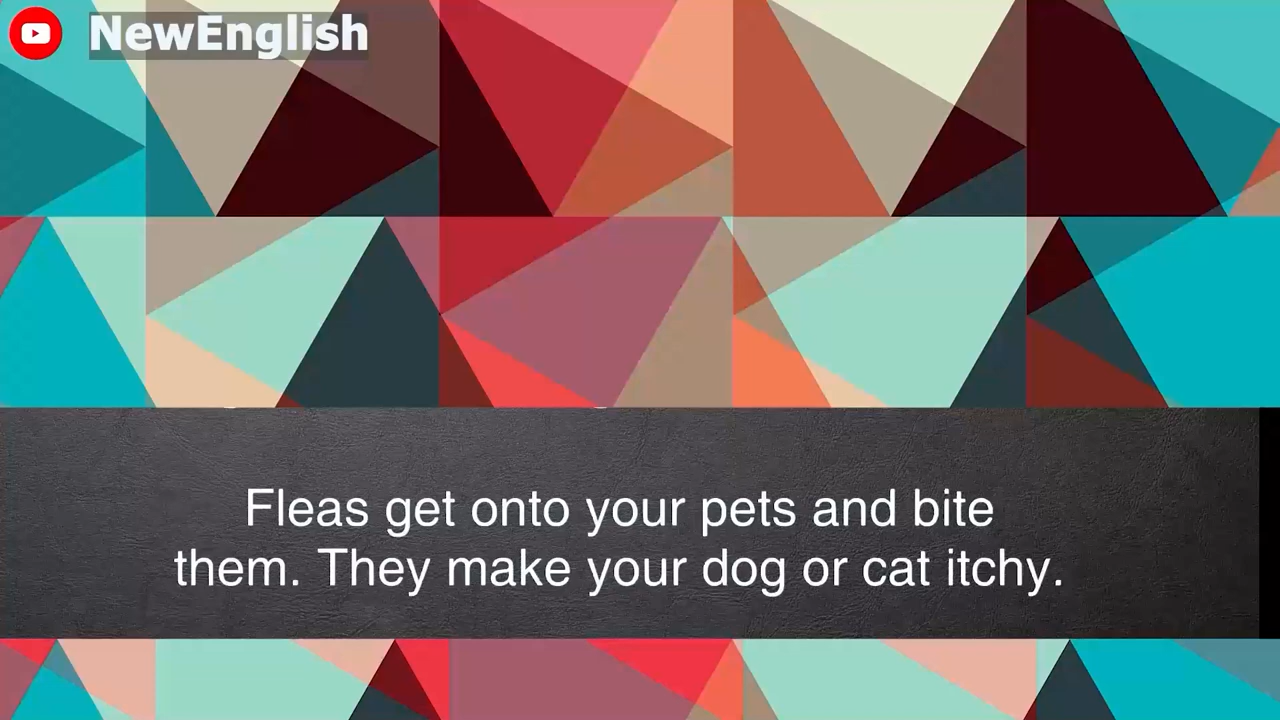 NewEnglish
Fleas get onto your pets and bite
them. They make your dog or cat itchy.